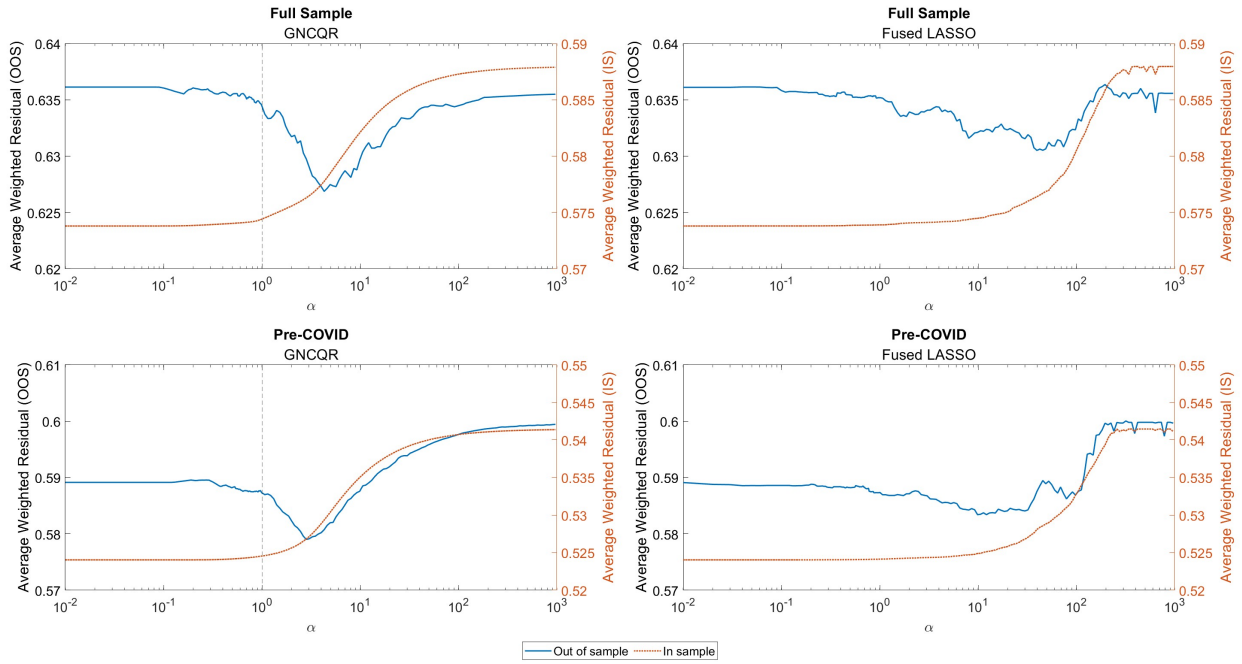 Full Sample
GNCQR
Average Weighted Residual (OOS)
0.64
0.635
0.63
0.625
0.62
0.59
0.585
0.58
0.575
0.57
Average Weighted Residual (IS)
10^-2 10^-1 10^0 10^1 10^2 10^3
α
Full Sample
Fused LASSO
Average Weighted Residual (OOS)
0.64
0.635
0.63
0.625
0.62
0.59
0.585
0.58
0.575
0.57
Average Weighted Residual (IS)
10^-2 10^-1 10^0 10^1 10^2 10^3
α
Pre-COVID
GNCQR
Average Weighted Residual (OOS)
0.61
0.6
0.59
0.58
0.57
0.55
0.545
0.54
0.535
0.53
0.525
0.52
Average Weighted Residual (IS)
10^-2 10^-1 10^0 10^1 10^2 10^3
α
Pre-COVID
Fused LASSO
Average Weighted Residual (OOS)
0.61
0.6
0.59
0.58
0.57
0.55
0.545
0.54
0.535
0.53
0.525
0.52
Average Weighted Residual (IS)
10^-2 10^-1 10^0 10^1 10^2 10^3
α
Out of sample In sample